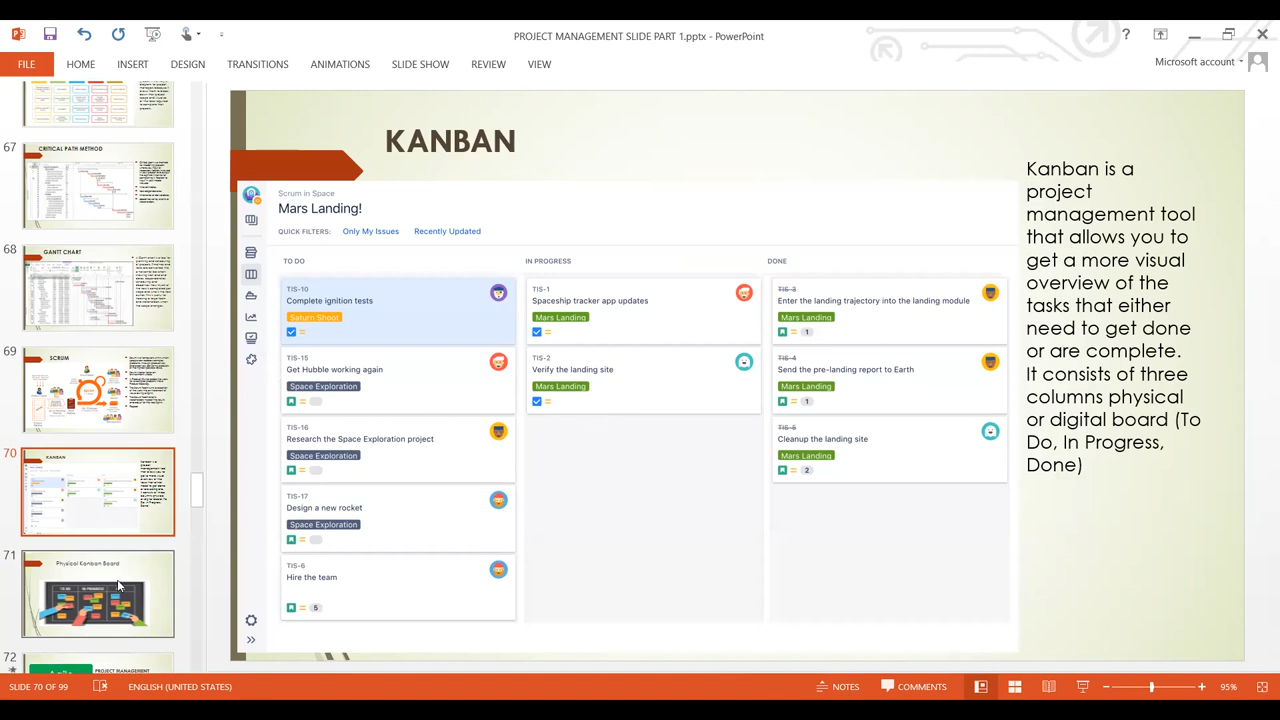 PROJECT MANAGEMENT SLIDE PART 1.pptx - PowerPoint
?
FILE
HOME
INSERT
DESIGN
TRANSITIONS
ANIMATIONS
SLIDE SHOW
REVIEW
VIEW
Microsoft account
67
CRITICAL PATH METHOD
68
GANTT CHART
69
SCRUM
70
KANBAN
71
Physical Kanban Board
72
PROJECT MANAGEMENT
KANBAN
Scrum in Space
Mars Landing!
QUICK FILTERS: Only My Issues Recently Updated
TO DO
TIS-10
Complete ignition tests
Saturn Shoot
TIS-15
Get Hubble working again
Space Exploration
TIS-16
Research the Space Exploration project
Space Exploration
TIS-17
Design a new rocket
Space Exploration
TIS-6
Hire the team
5
IN PROGRESS
TIS-1
Spaceship tracker app updates
Mars Landing
TIS-2
Verify the landing site
Mars Landing
DONE
TIS-3
Enter the landing trajectory into the landing module
Mars Landing
1
TIS-4
Send the pre-landing report to Earth
Mars Landing
1
TIS-5
Cleanup the landing site
Mars Landing
2
Kanban is a
project
management tool
that allows you to
get a more visual
overview of the
tasks that either
need to get done
or are complete.
It consists of three
columns physical
or digital board (To
Do, In Progress,
Done)
SLIDE 70 OF 99
ENGLISH (UNITED STATES)
NOTES
COMMENTS
95%